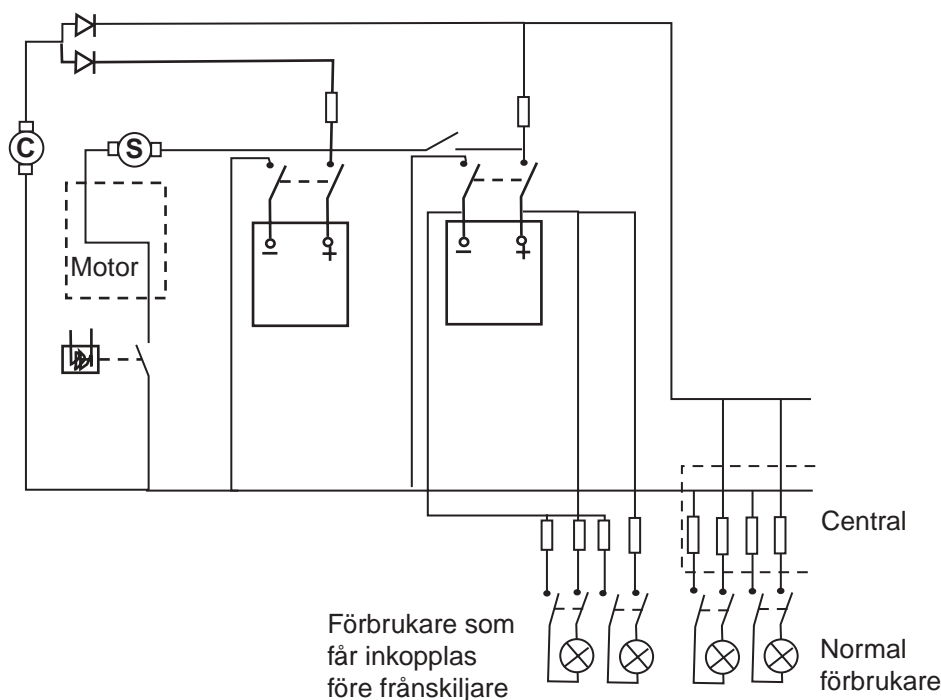 C
S
− +
− +
Motor
Central
Förbrukare som
får inkopplas
före frånskiljare
Normal
förbrukare